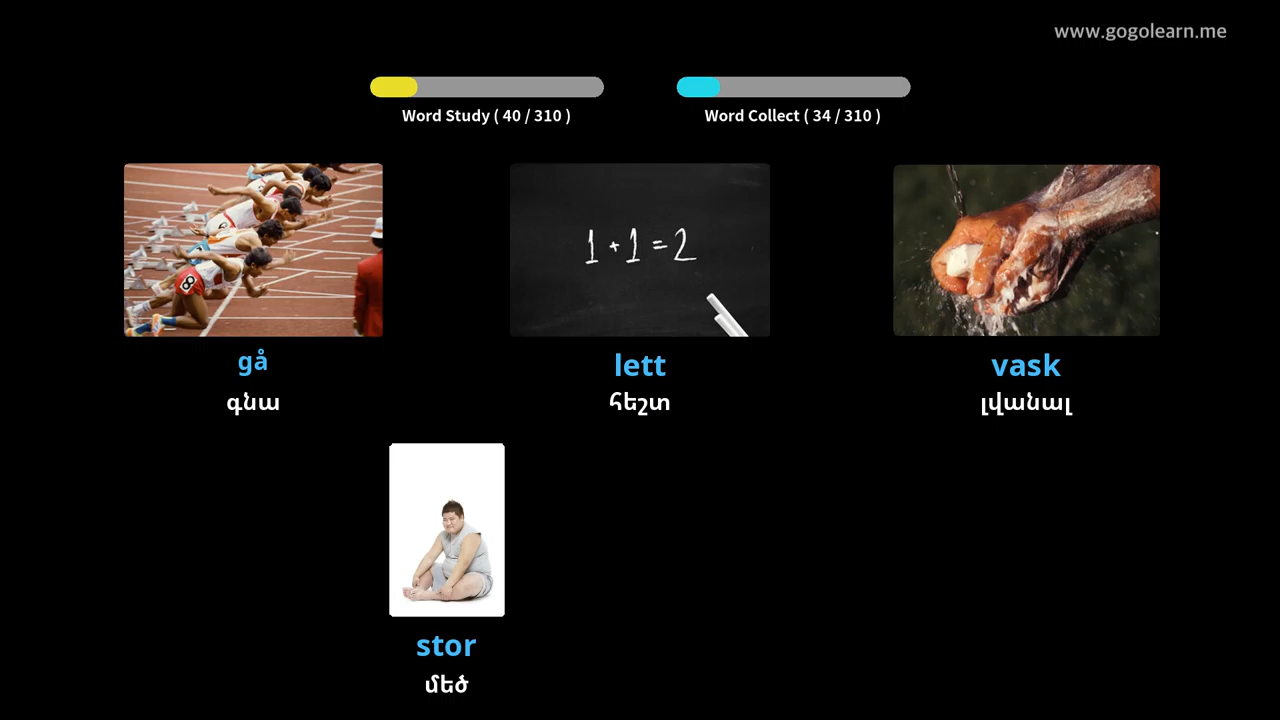 www.gogolearn.me
Word Study ( 40 / 310 )
Word Collect ( 34 / 310 )
1+1=2
gå
lett
vask
գնա
հեշտ
լվանալ
8
stor
մեծ